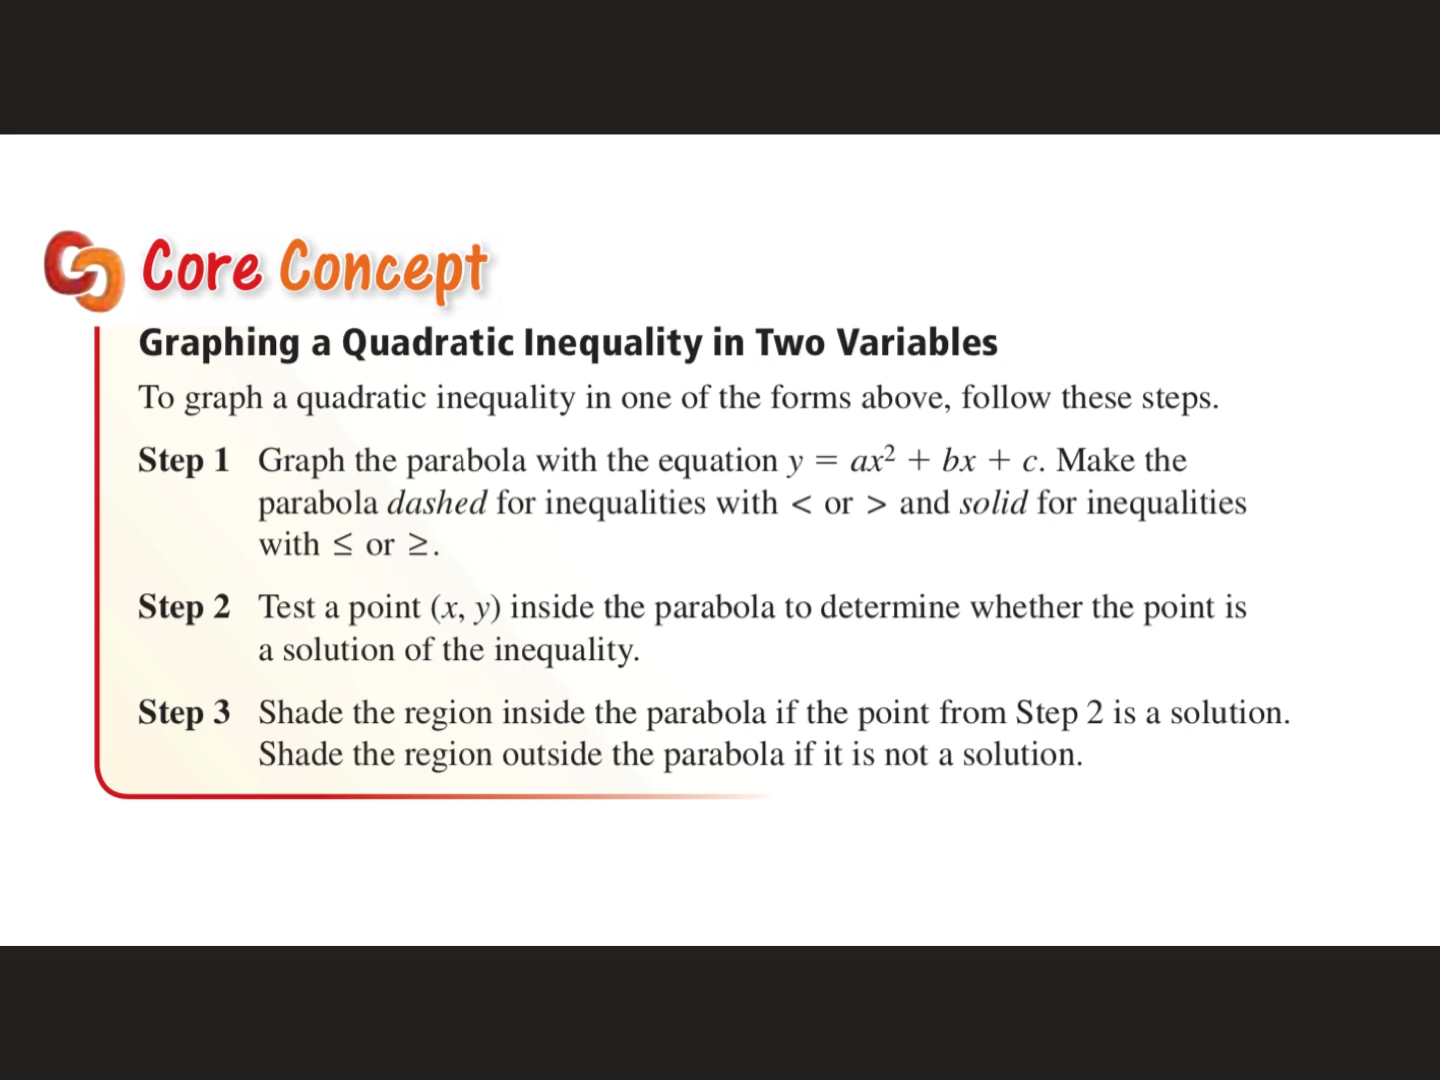 Core Concept
Graphing a Quadratic Inequality in Two Variables
To graph a quadratic inequality in one of the forms above, follow these steps.
Step 1 Graph the parabola with the equation y = ax² + bx + c. Make the
parabola dashed for inequalities with < or > and solid for inequalities
with ≤ or ≥.
Step 2 Test a point (x, y) inside the parabola to determine whether the point is
a solution of the inequality.
Step 3 Shade the region inside the parabola if the point from Step 2 is a solution.
Shade the region outside the parabola if it is not a solution.